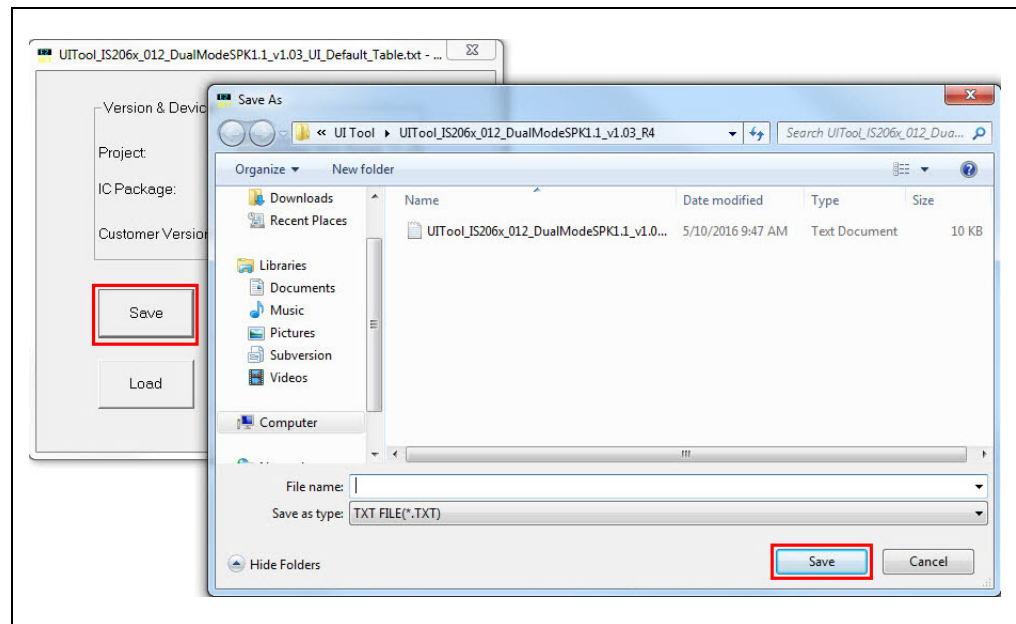 UITool_IS206x_012_DualModeSPK1.1_v1.03_UI_Default_Table.txt - ...
Version & Devic
Project:
IC Package:
Customer Version
Save
Load
Save As
« UI Tool ▸ UITool_IS206x_012_DualModeSPK1.1_v1.03_R4
Search UITool_IS206x_012_Dua...
Organize New folder
Name Date modified Type Size
UITool_IS206x_012_DualModeSPK1.1_v1.0... 5/10/2016 9:47 AM Text Document 10 KB
Downloads
Recent Places
Libraries
Documents
Music
Pictures
Subversion
Videos
Computer
File name:
Save as type: TXT FILE(*.TXT)
Hide Folders
Save Cancel